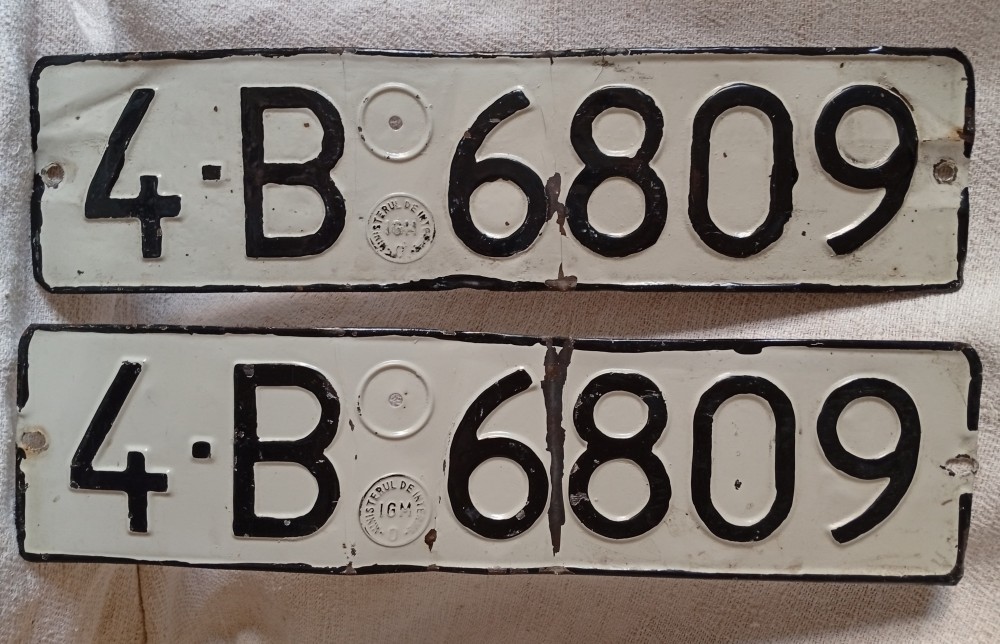 4·B 6809
MINISTERUL DE INTERNE
IGM
4·B 6809
MINISTERUL DE INTERNE
IGM